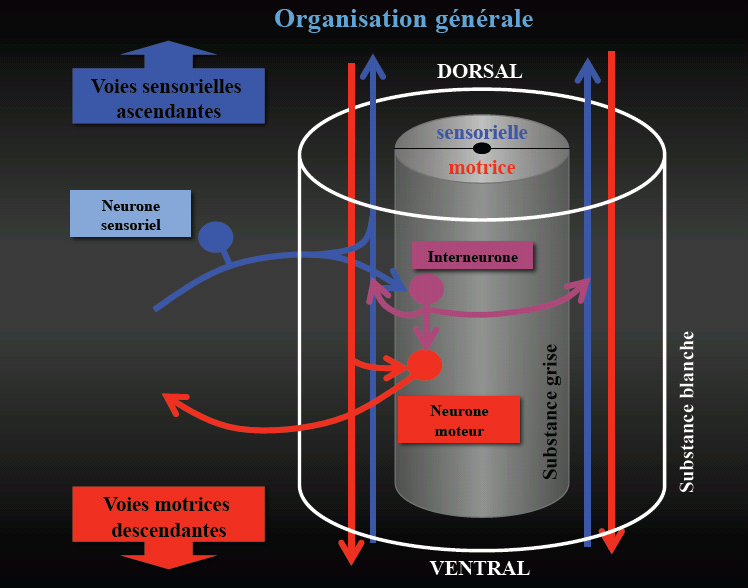 Organisation générale
Voies sensorielles
ascendantes
DORSAL
sensorielle
motrice
Neurone
sensoriel
Interneurone
Neurone
moteur
Substance grise
Substance blanche
Voies motrices
descendantes
VENTRAL